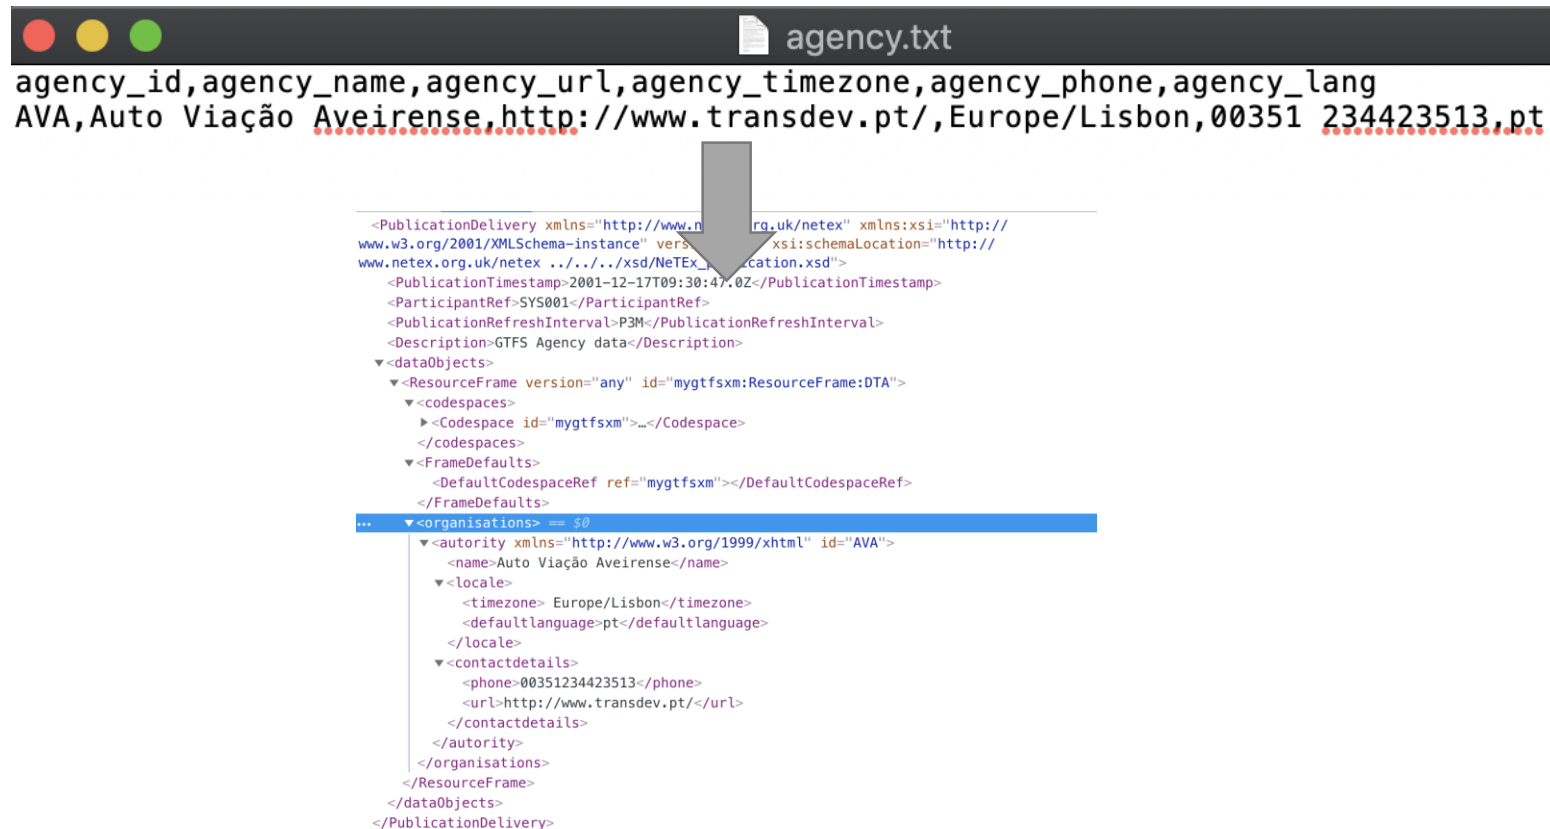 agency.txt
agency_id,agency_name,agency_url,agency_timezone,agency_phone,agency_lang
AVA,Auto Viação Aveirense,http://www.transdev.pt/,Europe/Lisbon,00351 234423513,pt
<PublicationDelivery xmlns="http://www.n rg.uk/netex" xmlns:xsi="http://
www.w3.org/2001/XMLSchema-instance" vers xsi:schemaLocation="http://
www.netex.org.uk/netex ../../../xsd/NeTEx_p ication.xsd">
<PublicationTimestamp>2001-12-17T09:30:47.0Z</PublicationTimestamp>
<ParticipantRef>SYS001</ParticipantRef>
<PublicationRefreshInterval>P3M</PublicationRefreshInterval>
<Description>GTFS Agency data</Description>
▼<dataObjects>
▼<ResourceFrame version="any" id="mygtfsxm:ResourceFrame:DTA">
▼<codespaces>
▶<Codespace id="mygtfsxm">…</Codespace>
</codespaces>
▼<FrameDefaults>
<DefaultCodespaceRef ref="mygtfsxm"></DefaultCodespaceRef>
</FrameDefaults>
… ▼<organisations> == $0
▼<autority xmlns="http://www.w3.org/1999/xhtml" id="AVA">
<name>Auto Viação Aveirense</name>
▼<locale>
<timezone> Europe/Lisbon</timezone>
<defaultlanguage>pt</defaultlanguage>
</locale>
▼<contactdetails>
<phone>00351234423513</phone>
<url>http://www.transdev.pt/</url>
</contactdetails>
</autority>
</organisations>
</ResourceFrame>
</dataObjects>
</PublicationDelivery>